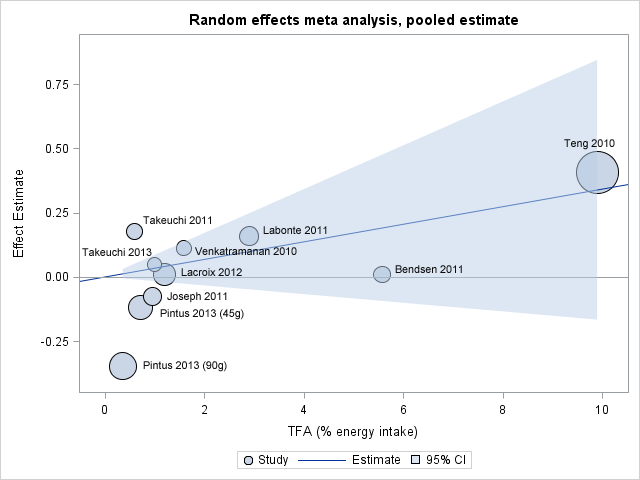 Random effects meta analysis, pooled estimate
0.75
0.50
0.25
0.00
-0.25
Effect Estimate
Teng 2010
Takeuchi 2011
Labonte 2011
Takeuchi 2013
Venkatramanan 2010
Lacroix 2012
Bendsen 2011
Joseph 2011
Pintus 2013 (45g)
Pintus 2013 (90g)
0 2 4 6 8 10
TFA (% energy intake)
Study Estimate 95% CI